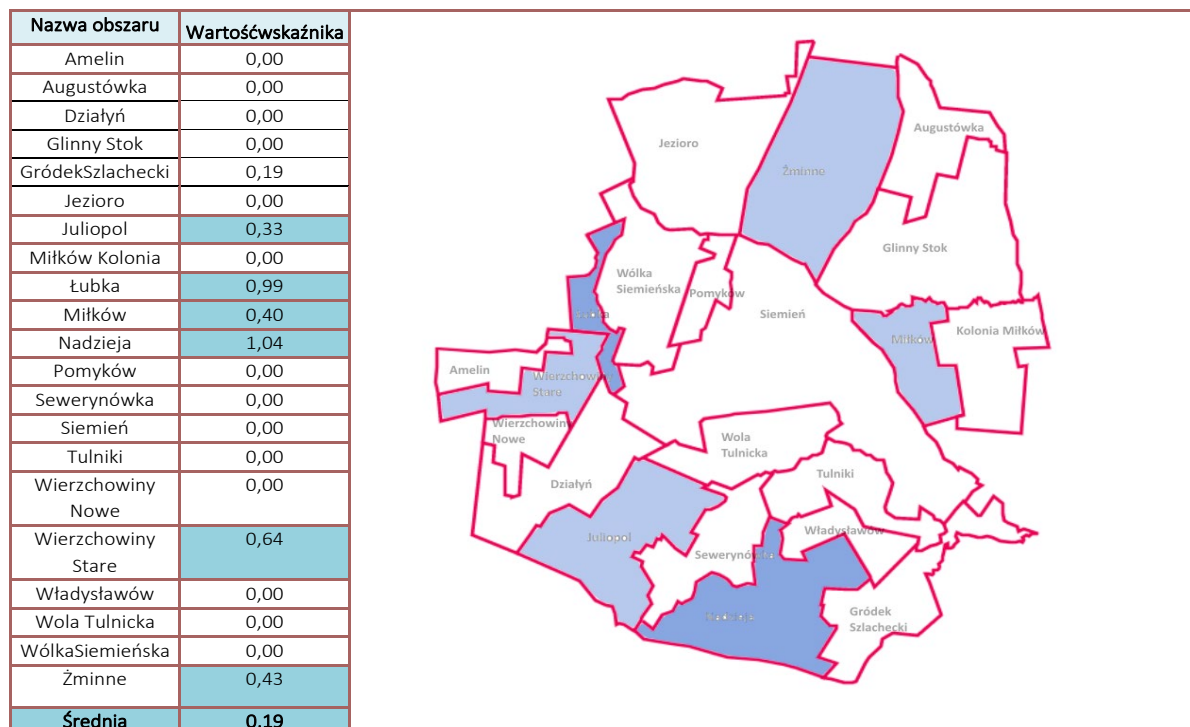 Nazwa obszaru Wartośćwskaźnika
Amelin 0,00
Augustówka 0,00
Działyń 0,00
Glinny Stok 0,00
GródekSzlachecki 0,19
Jezioro 0,00
Juliopol 0,33
Miłków Kolonia 0,00
Łubka 0,99
Miłków 0,40
Nadzieja 1,04
Pomyków 0,00
Sewerynówka 0,00
Siemień 0,00
Tulniki 0,00
Wierzchowiny 0,00
Nowe
Wierzchowiny 0,64
Stare
Władysławów 0,00
Wola Tulnicka 0,00
WólkaSiemieńska 0,00
Żminne 0,43
Średnia 0,19
Augustówka
Jezioro
Żminne
Glinny Stok
Wólka
Siemieńska
Pomyków
Siemień
Łubka
Miłków
Kolonia Miłków
Amelin
Wierzchowiny
Stare
Wierzchowiny
Nowe
Wola
Tulnicka
Tulniki
Działyń
Juliopol
Władysławów
Sewerynówka
Nadzieja
Gródek
Szlachecki